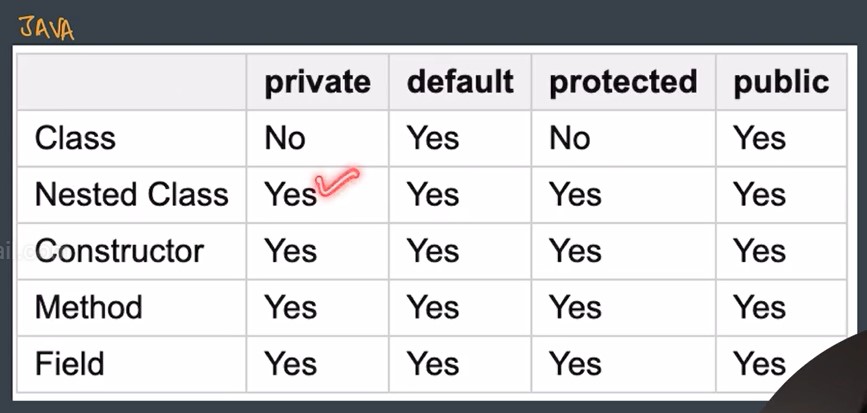 JAVA
private default protected public
Class No Yes No Yes
Nested Class Yes Yes Yes Yes
Constructor Yes Yes Yes Yes
Method Yes Yes Yes Yes
Field Yes Yes Yes Yes